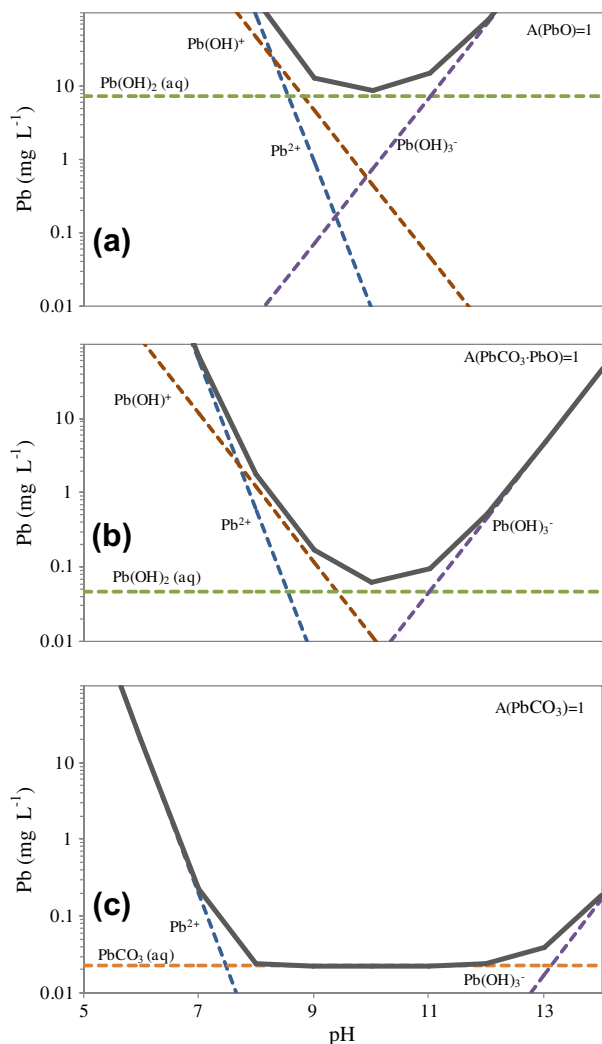 A(PbO)=1
Pb(OH)⁺
Pb(OH)₂ (aq)
Pb²⁺
Pb(OH)₃⁻
Pb (mg L⁻¹)
10
1
0.1
0.01
(a)
A(PbCO₃·PbO)=1
Pb(OH)⁺
Pb²⁺
Pb(OH)₃⁻
Pb(OH)₂ (aq)
Pb (mg L⁻¹)
10
1
0.1
0.01
(b)
A(PbCO₃)=1
Pb²⁺
PbCO₃ (aq)
Pb(OH)₃⁻
Pb (mg L⁻¹)
10
1
0.1
0.01
(c)
5 7 9 11 13
pH